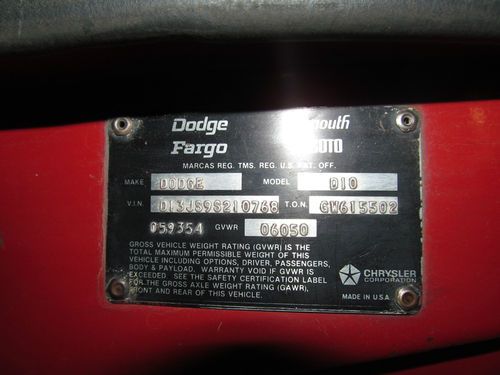 Dodge
Fargo
MARCAS REG. TMS. REG. U.S. PAT. OFF.
MAKE DODGE MODEL D10
V.I.N. D13JS9S210768 T.O.N. GW615502
059354 GVWR 06050
GROSS VEHICLE WEIGHT RATING (GVWR) IS THE
TOTAL MAXIMUM PERMISSIBLE WEIGHT OF THIS
VEHICLE INCLUDING OPTIONS, DRIVER, PASSENGERS,
BODY & PAYLOAD. WARRANTY VOID IF GVWR IS
EXCEEDED SEE THE SAFETY CERTIFICATION LABEL
FOR THE GROSS AXLE WEIGHT RATING (GAWR),
FRONT AND REAR OF THIS VEHICLE.
CHRYSLER
CORPORATION
MADE IN U.S.A.